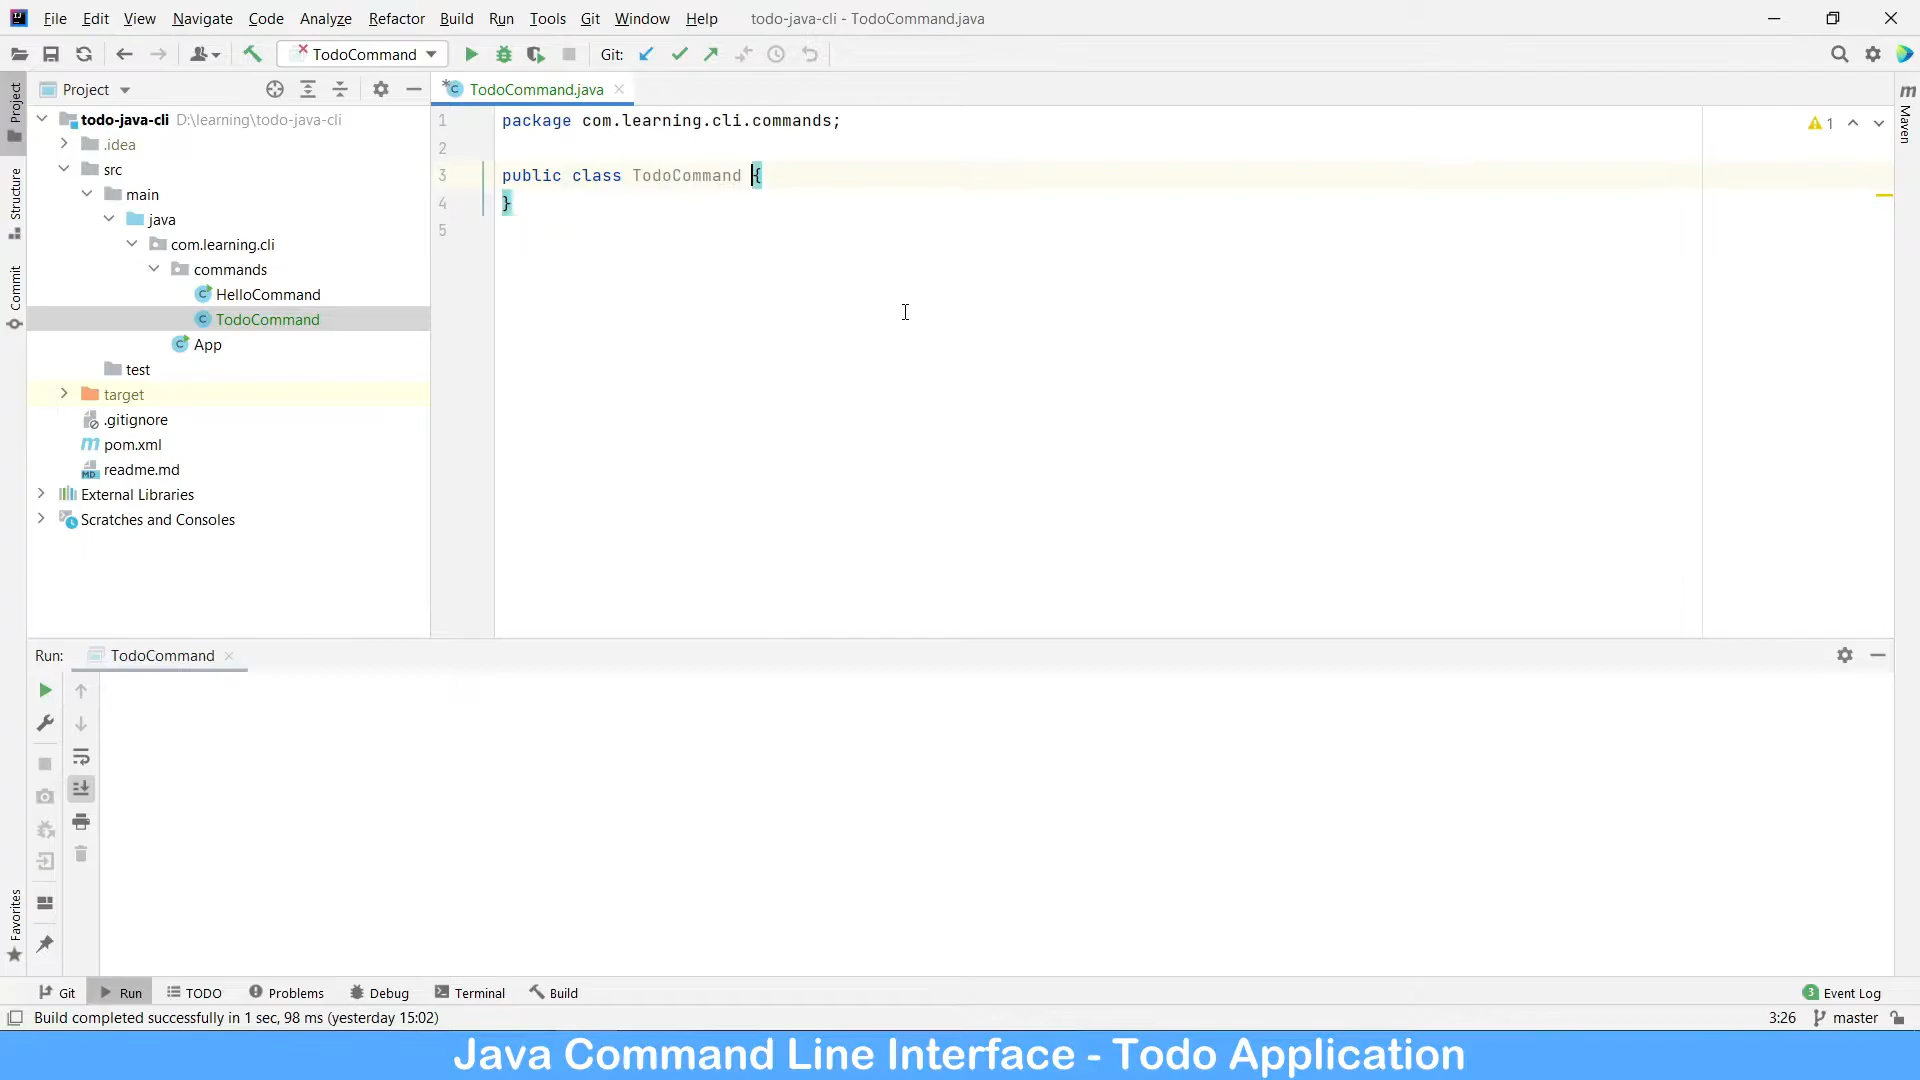 File Edit View Navigate Code Analyze Refactor Build Run Tools Git Window Help todo-java-cli - TodoCommand.java
TodoCommand Git:
Project TodoCommand.java
todo-java-cli D:\learning\todo-java-cli
.idea
src
main
java
com.learning.cli
commands
HelloCommand
TodoCommand
App
test
target
.gitignore
pom.xml
readme.md
External Libraries
Scratches and Consoles
1 package com.learning.cli.commands;
2
3 public class TodoCommand {
4 }
5
1
Project
Structure
Commit
Favorites
m
Maven
Run: TodoCommand
Git Run TODO Problems Debug Terminal Build 3 Event Log
Build completed successfully in 1 sec, 98 ms (yesterday 15:02) 3:26 master
Java Command Line Interface - Todo Application